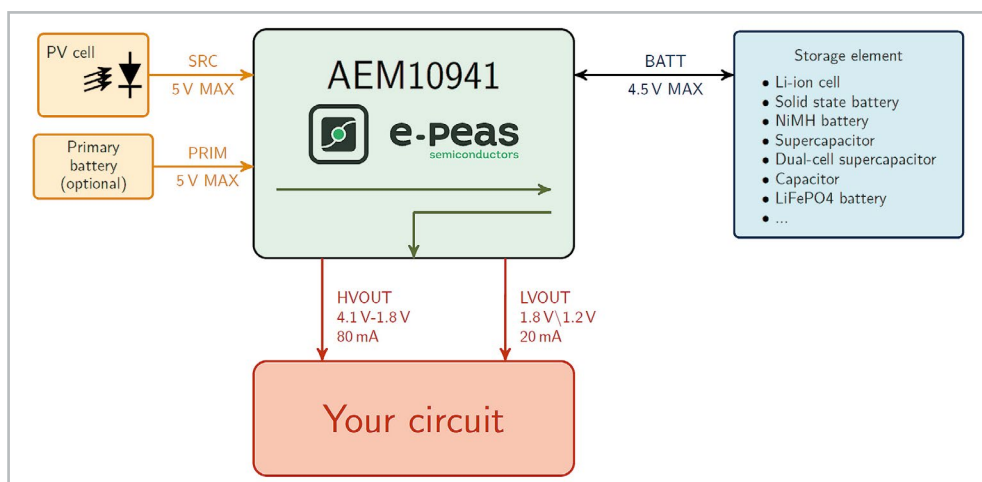 PV cell
SRC
5 V MAX
Primary
battery
(optional)
PRIM
5 V MAX
AEM10941
e-peas
semiconductors
BATT
4.5 V MAX
Storage element
• Li-ion cell
• Solid state battery
• NiMH battery
• Supercapacitor
• Dual-cell supercapacitor
• Capacitor
• LiFePO4 battery
• ...
HVOUT
4.1 V-1.8 V
80 mA
LVOUT
1.8 V\1.2 V
20 mA
Your circuit